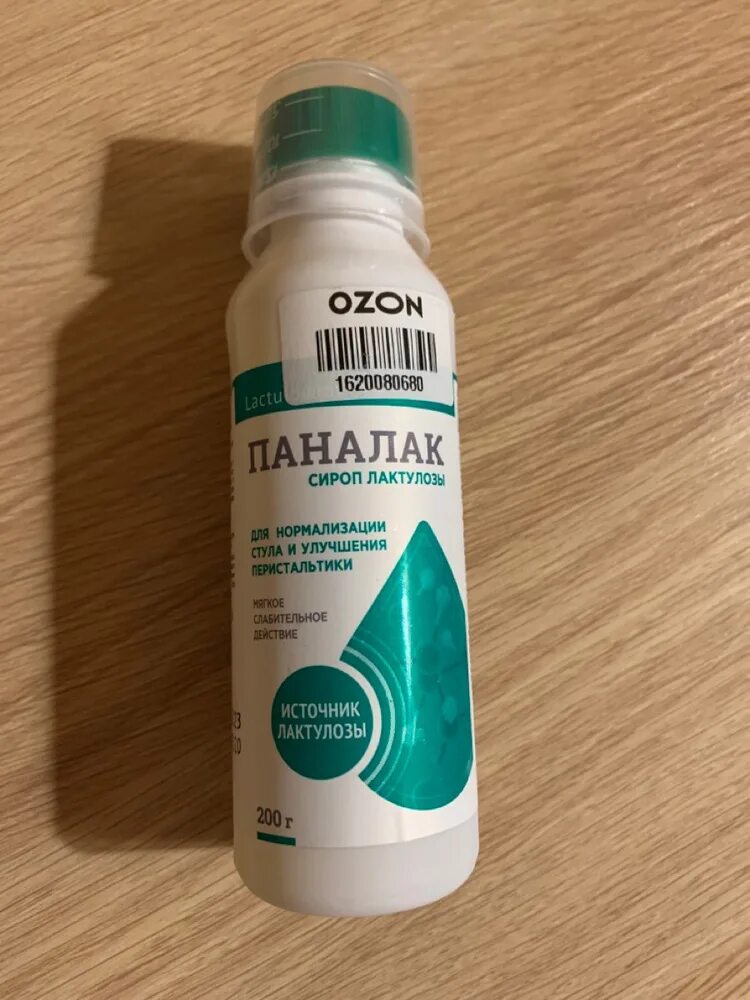 OZON
1620080680
ПАНАЛАК
СИРОП ЛАКТУЛОЗЫ
ДЛЯ НОРМАЛИЗАЦИИ
СТУЛА И УЛУЧШЕНИЯ
ПЕРИСТАЛЬТИКИ
МЯГКОЕ
СЛАБИТЕЛЬНОЕ
ДЕЙСТВИЕ
ИСТОЧНИК
ЛАКТУЛОЗЫ
200 г